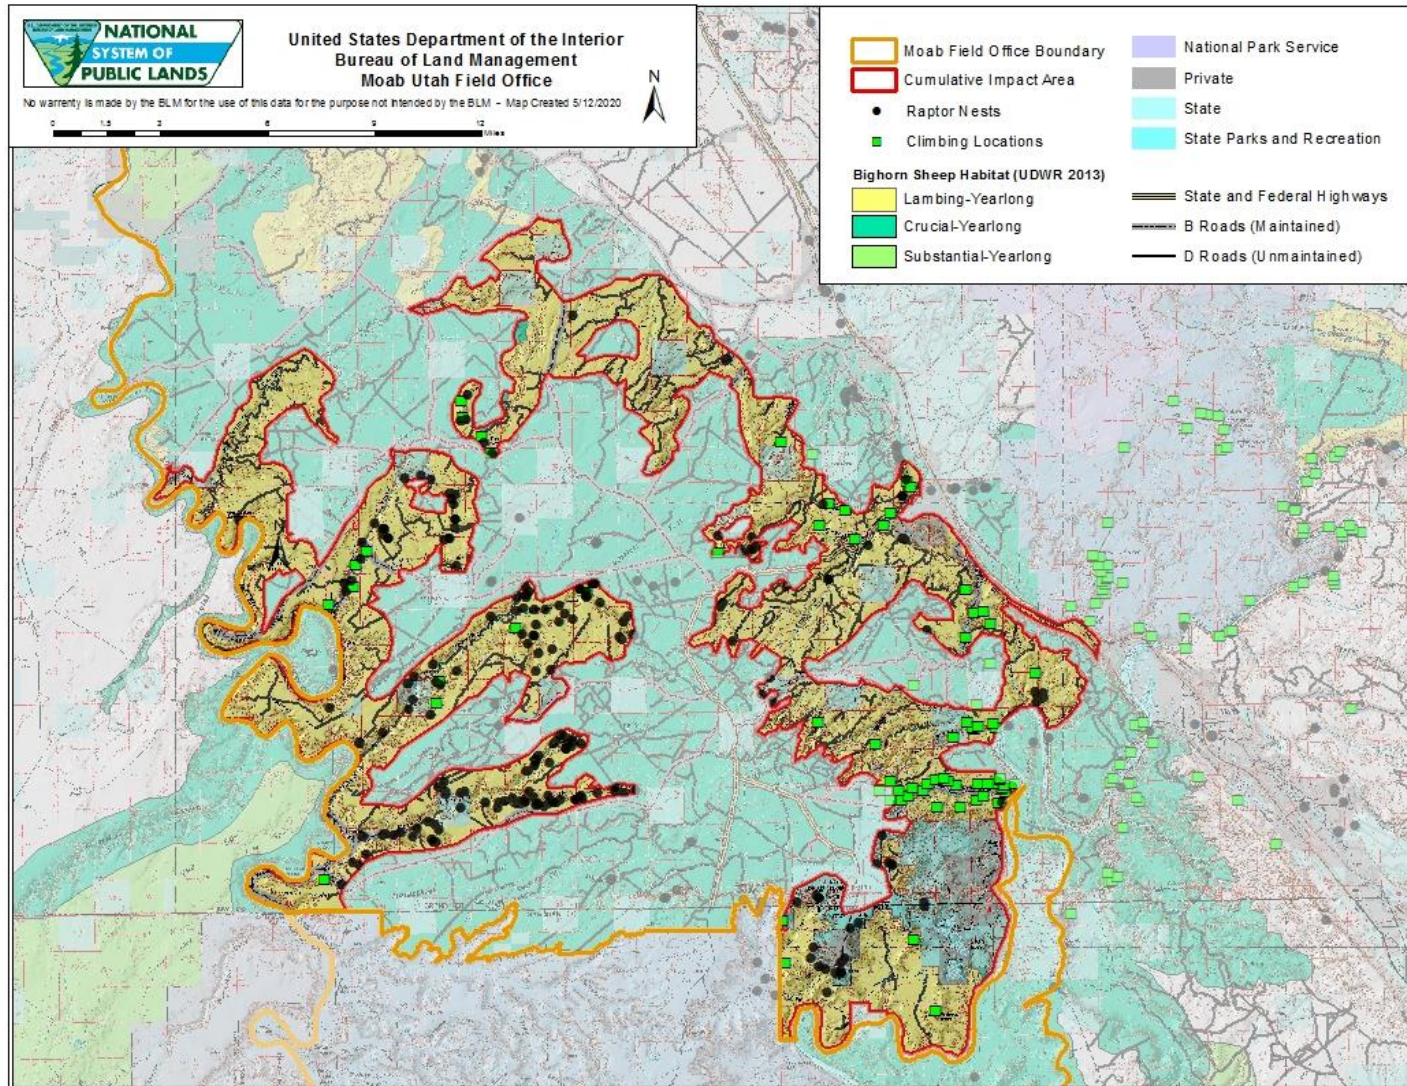 NATIONAL
SYSTEM OF
PUBLIC LANDS
United States Department of the Interior
Bureau of Land Management
Moab Utah Field Office
No warrenty is made by the BLM for the use of this data for the purpose not intended by the BLM - Map Created 5/12/2020
N
0 1.5 3 6 9 12
Miles
Moab Field Office Boundary
Cumulative Impact Area
Raptor Nests
Climbing Locations
Bighorn Sheep Habitat (UDWR 2013)
Lambing-Yearlong
Crucial-Yearlong
Substantial-Yearlong
National Park Service
Private
State
State Parks and Recreation
State and Federal Highways
B Roads (Maintained)
D Roads (Unmaintained)